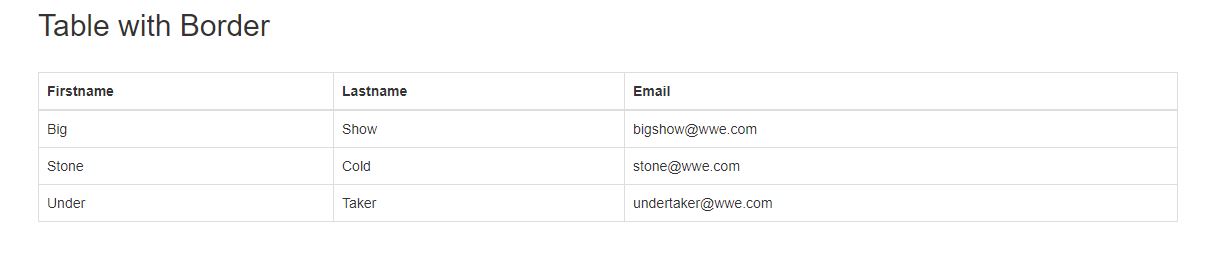 Table with Border
Firstname Lastname Email
Big Show bigshow@wwe.com
Stone Cold stone@wwe.com
Under Taker undertaker@wwe.com